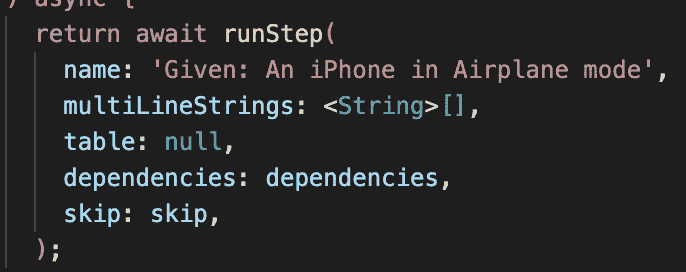 ) async {
return await runStep(
name: 'Given: An iPhone in Airplane mode',
multiLineStrings: <String>[],
table: null,
dependencies: dependencies,
skip: skip,
);